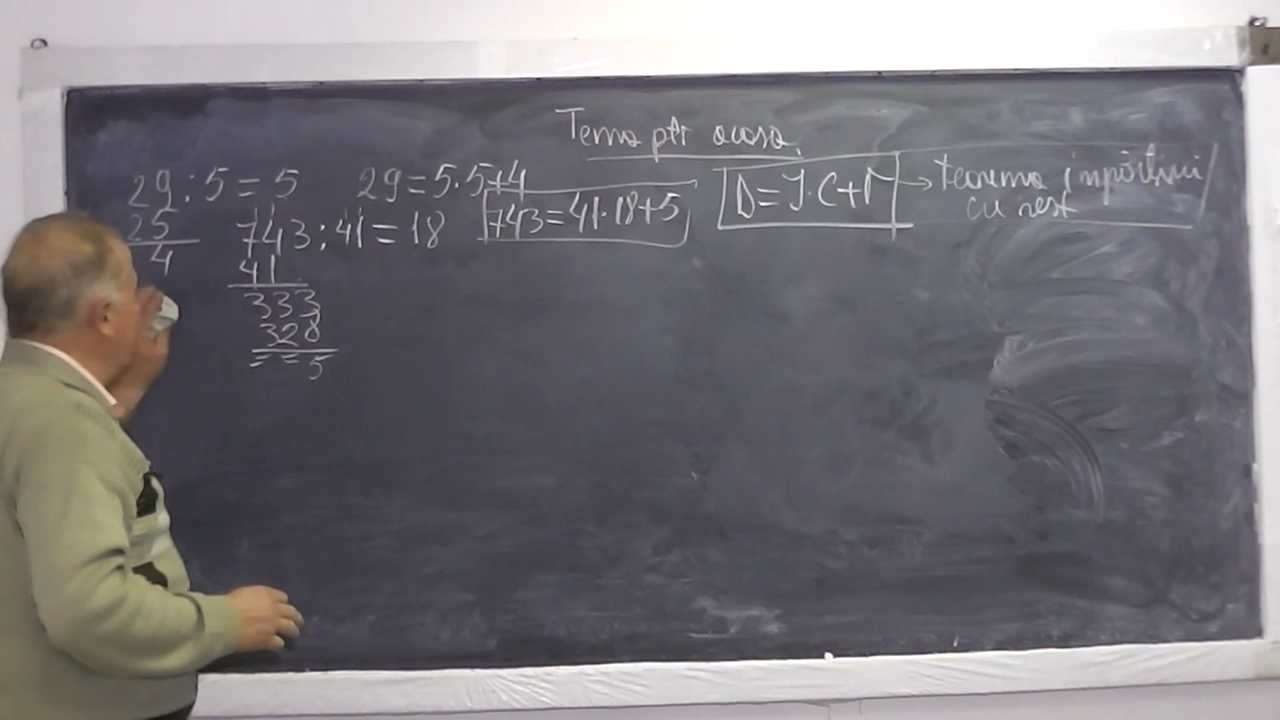 Tema ptr acasa.
29:5=5 29=5·5+4
25
4
743:41=18 743=41·18+5
41
333
328
==5
D=Î·C+r → teorema împărțirii
cu rest